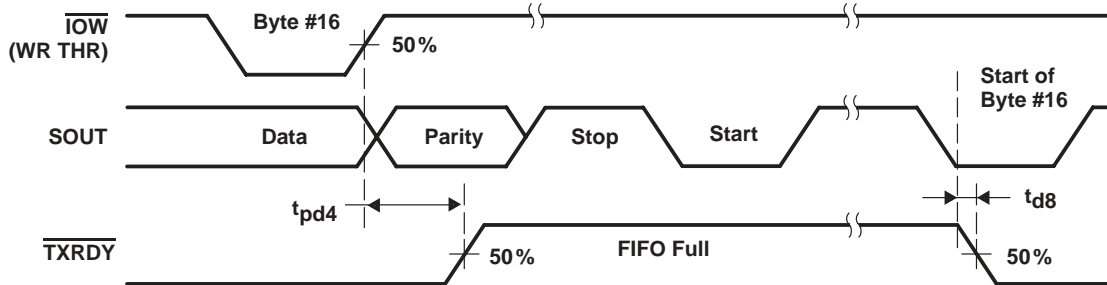 IOW
(WR THR)
Byte #16
50%
Start of
Byte #16
SOUT
Data
Parity
Stop
Start
tpd4
td8
TXRDY
50%
FIFO Full
50%